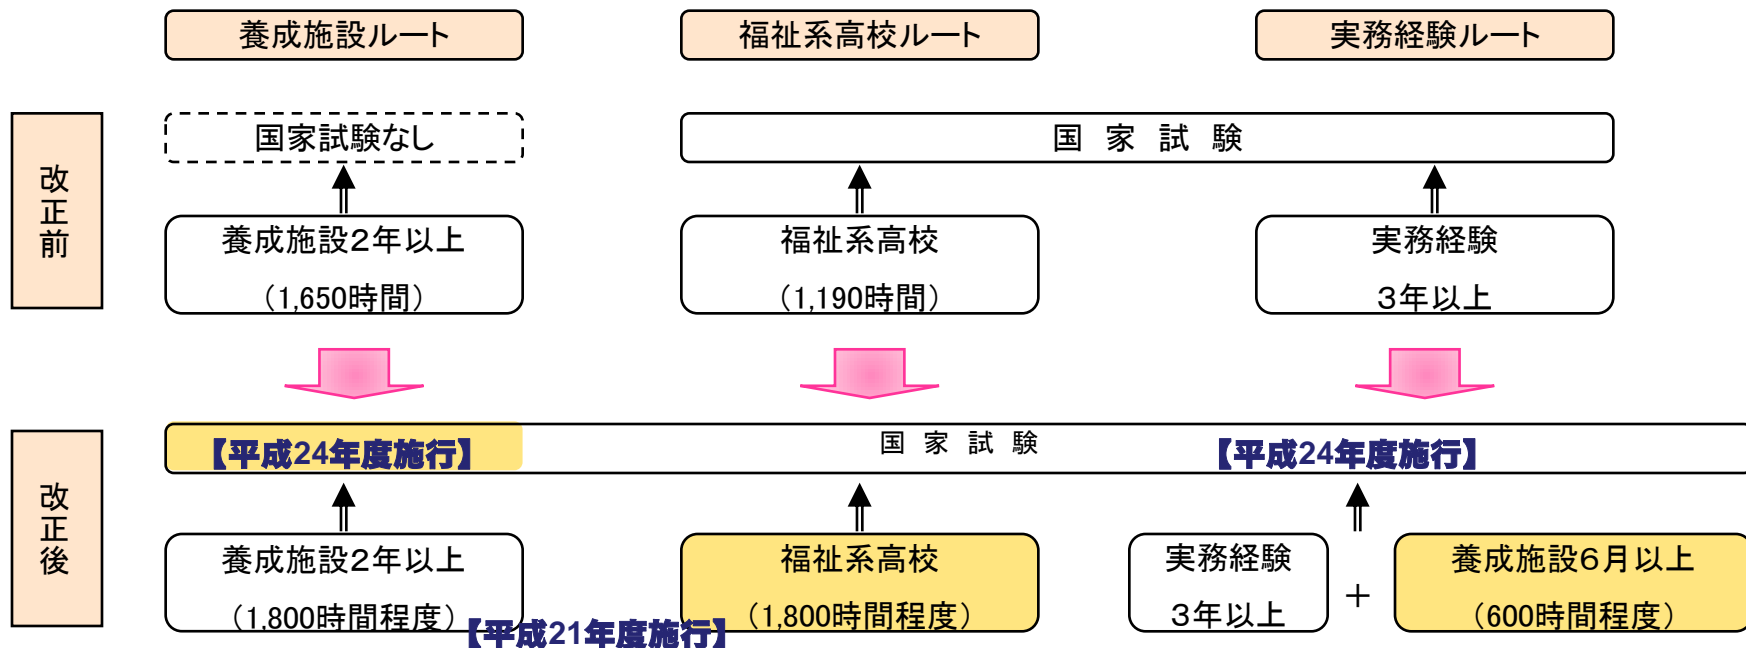 養成施設ルート
福祉系高校ルート
実務経験ルート
改正前
国家試験なし
国 家 試 験
養成施設2年以上
（1,650時間）
福祉系高校
（1,190時間）
実務経験
３年以上
改正後
【平成24年度施行】
国 家 試 験
【平成24年度施行】
養成施設2年以上
（1,800時間程度）
【平成21年度施行】
福祉系高校
（1,800時間程度）
実務経験
３年以上
＋
養成施設６月以上
（600時間程度）